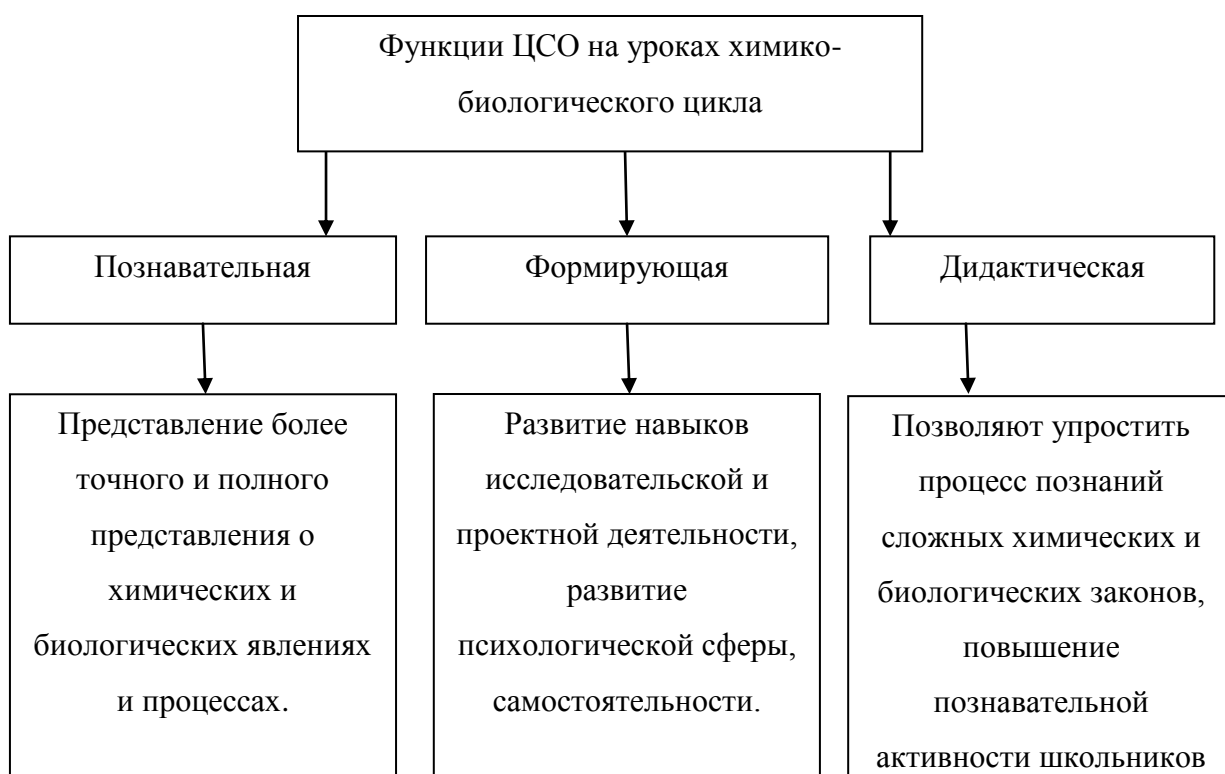 Функции ЦСО на уроках химико-
биологического цикла
Познавательная
Формирующая
Дидактическая
Представление более
точного и полного
представления о
химических и
биологических явлениях
и процессах.
Развитие навыков
исследовательской и
проектной деятельности,
развитие
психологической сферы,
самостоятельности.
Позволяют упростить
процесс познаний
сложных химических и
биологических законов,
повышение
познавательной
активности школьников